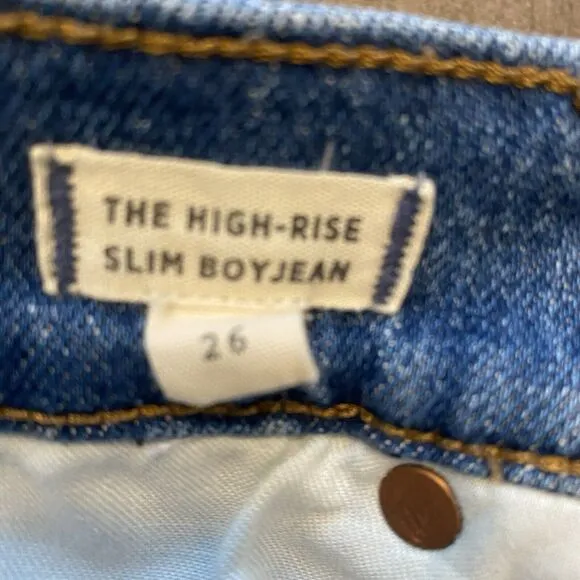 THE HIGH-RISE
SLIM BOYJEAN
26